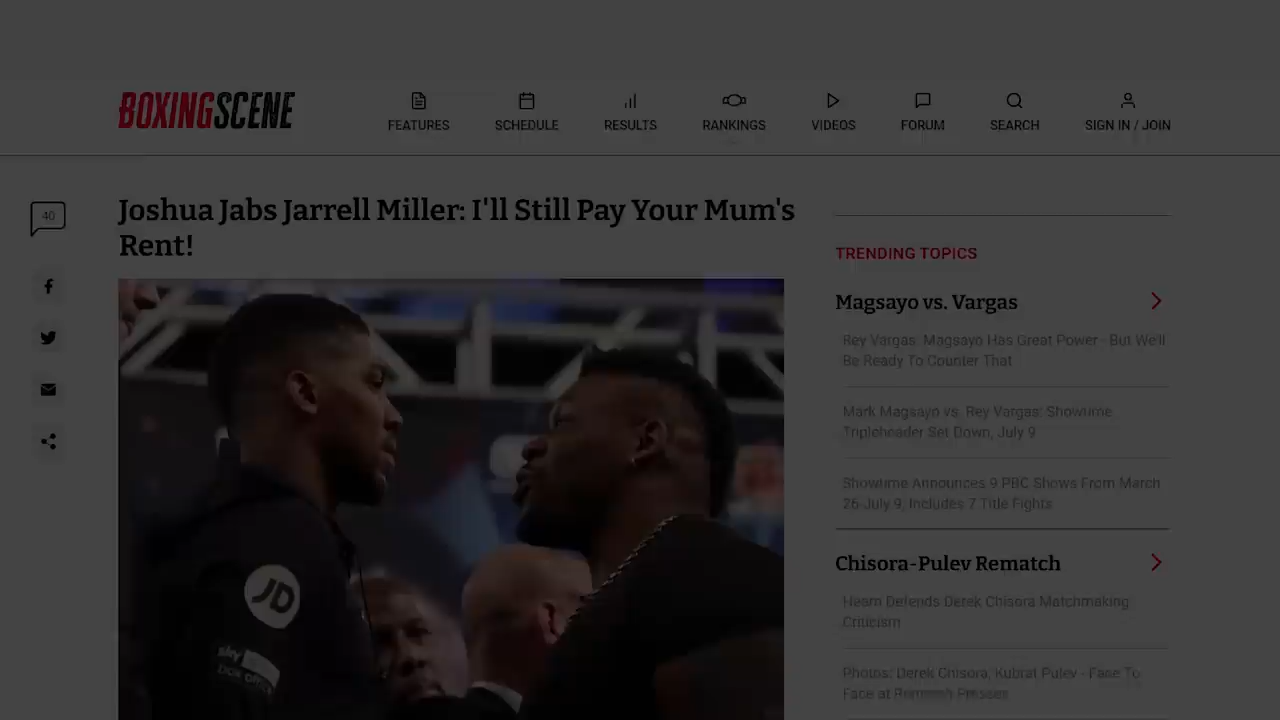 BOXINGSCENE
FEATURES
SCHEDULE
RESULTS
RANKINGS
VIDEOS
FORUM
SEARCH
SIGN IN / JOIN
40
Joshua Jabs Jarrell Miller: I'll Still Pay Your Mum's
Rent!
JD
sky
TRENDING TOPICS
Magsayo vs. Vargas
Rey Vargas: Magsayo Has Great Power - But We'll
Be Ready To Counter That
Mark Magsayo vs. Rey Vargas: Showtime
Tripleheader Set Down, July 9
Showtime Announces 9 PBC Shows From March
26-July 9; Includes 7 Title Fights
Chisora-Pulev Rematch
Hearn Defends Derek Chisora Matchmaking
Criticism
Photos: Derek Chisora, Kubrat Pulev - Face To
Face at Rematch Presser